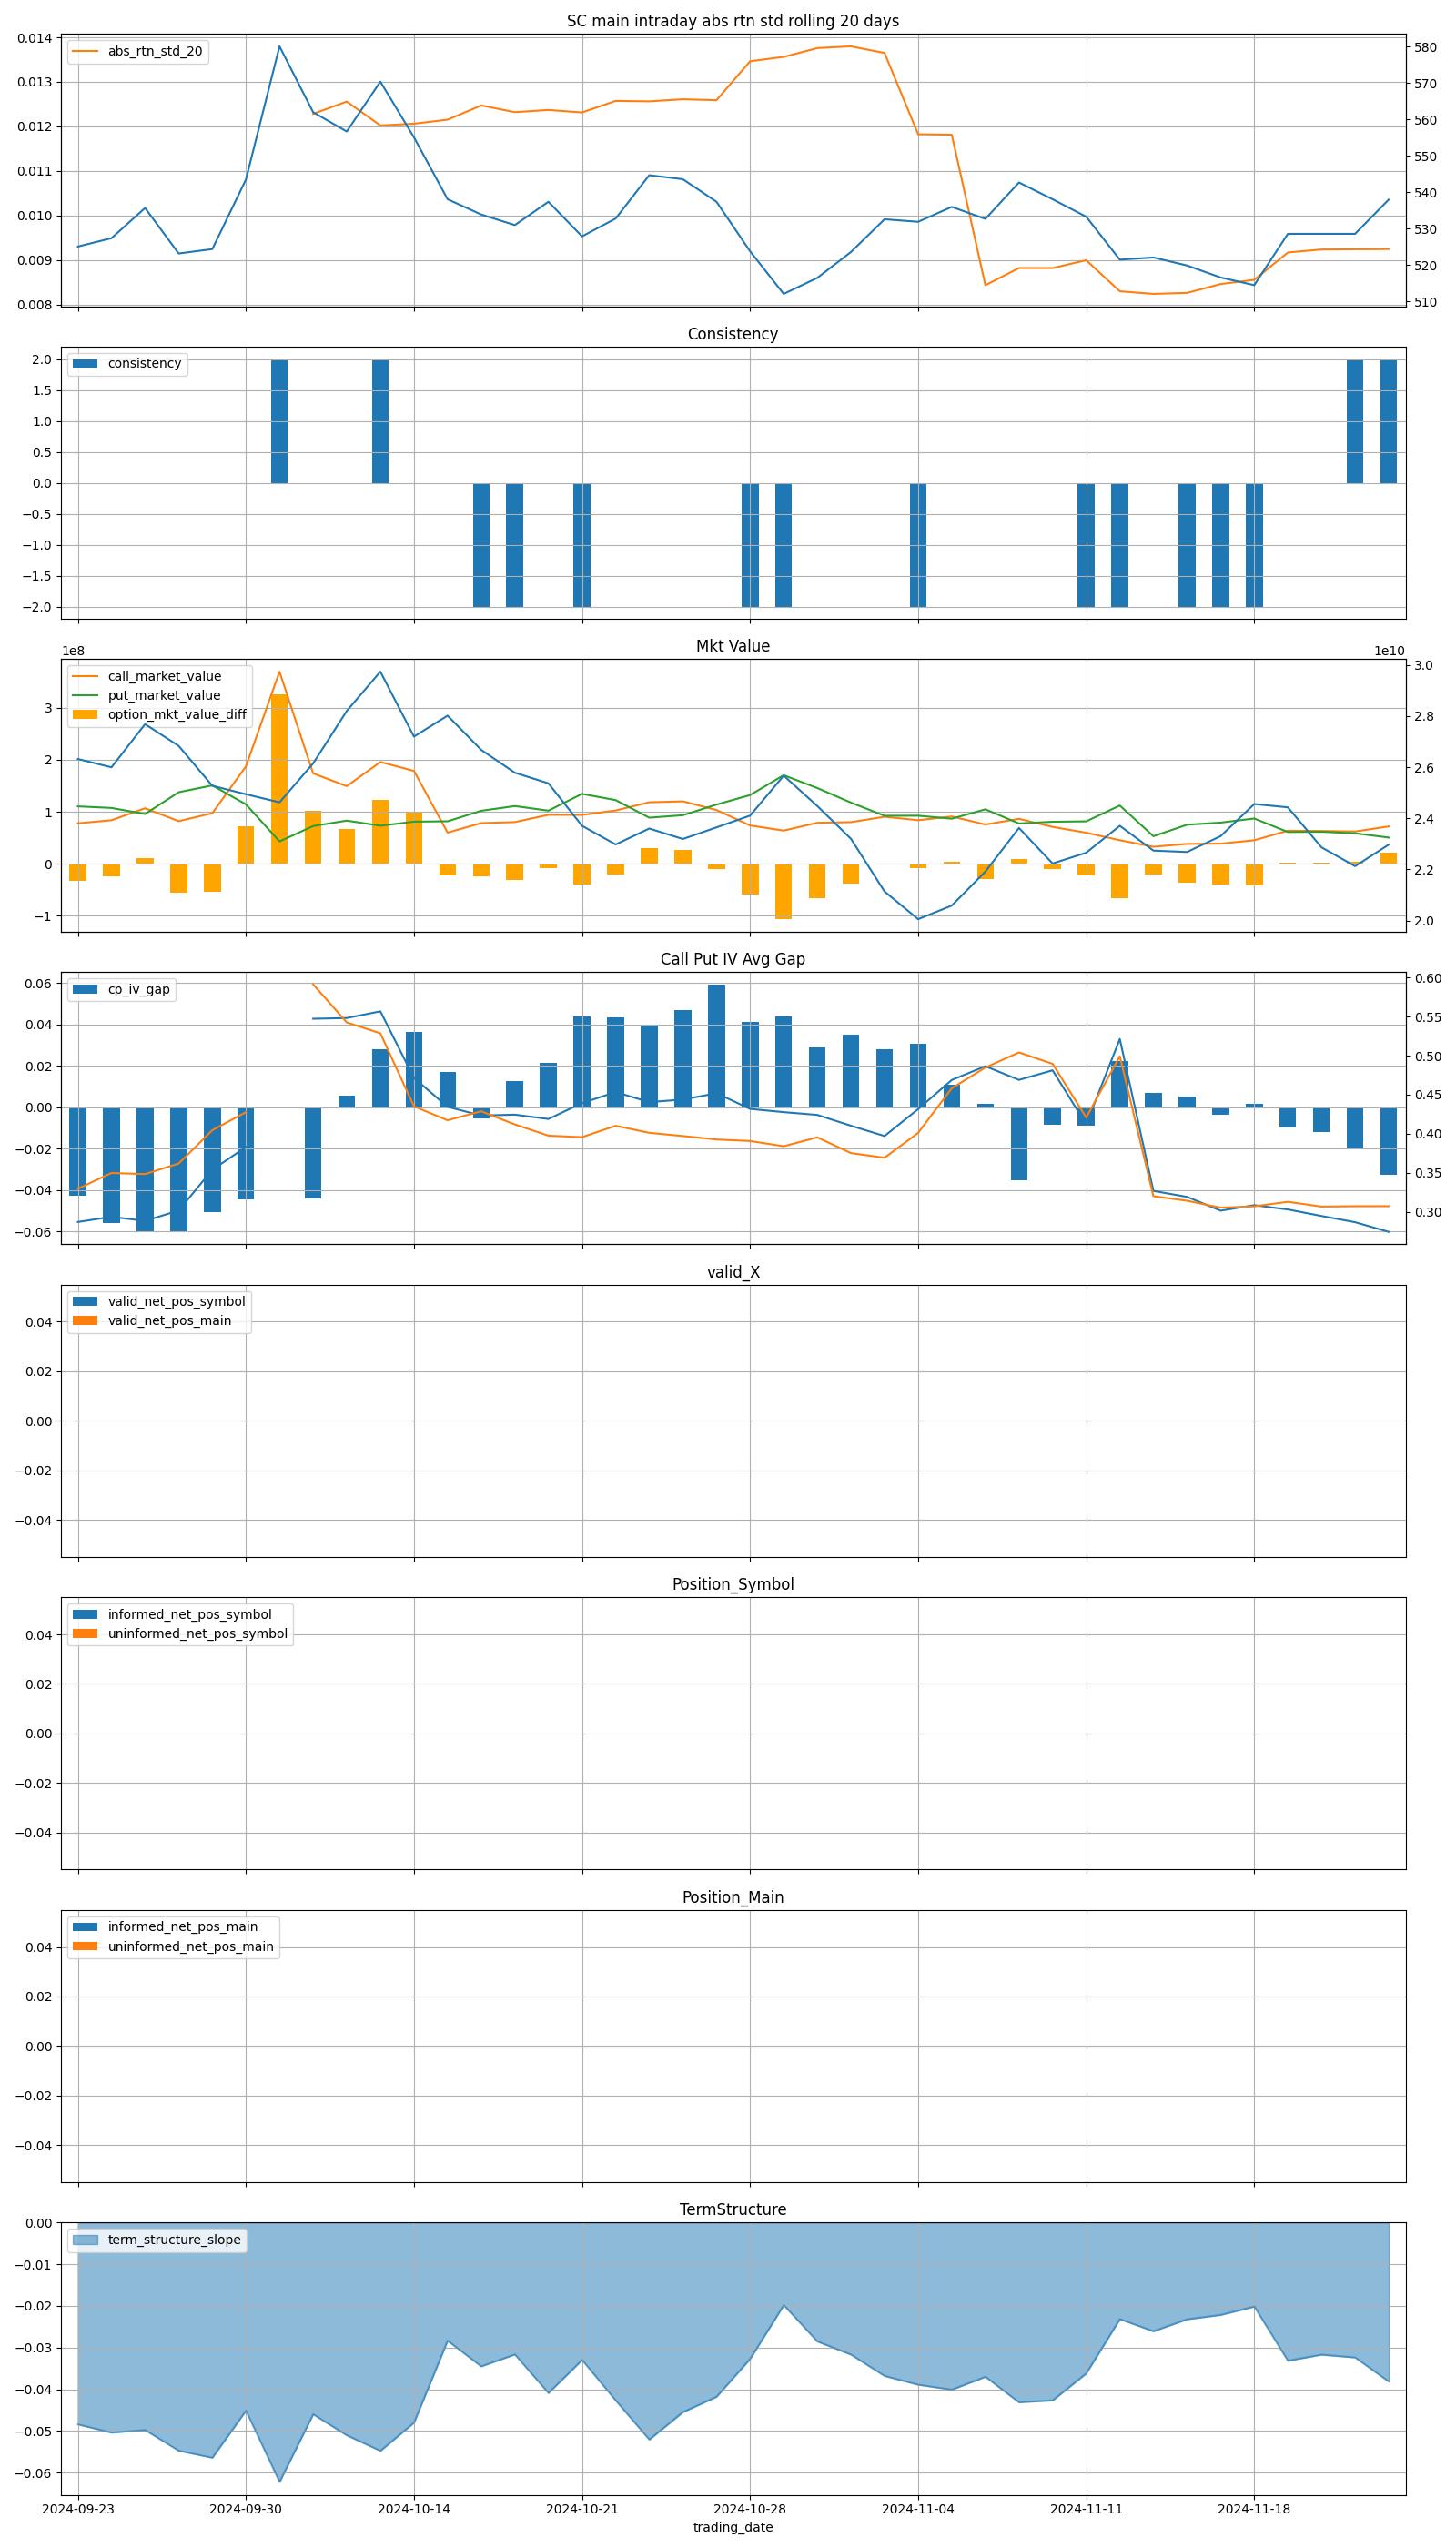 SC main intraday abs rtn std rolling 20 days
abs_rtn_std_20
0.014
0.013
0.012
0.011
0.010
0.009
0.008
580
570
560
550
540
530
520
510
Consistency
consistency
2.0
1.5
1.0
0.5
0.0
−0.5
−1.0
−1.5
−2.0
Mkt Value
1e8
1e10
call_market_value
put_market_value
option_mkt_value_diff
3
2
1
0
−1
3.0
2.8
2.6
2.4
2.2
2.0
Call Put IV Avg Gap
cp_iv_gap
0.06
0.04
0.02
0.00
−0.02
−0.04
−0.06
0.60
0.55
0.50
0.45
0.40
0.35
0.30
valid_X
valid_net_pos_symbol
valid_net_pos_main
0.04
0.02
0.00
−0.02
−0.04
Position_Symbol
informed_net_pos_symbol
uninformed_net_pos_symbol
0.04
0.02
0.00
−0.02
−0.04
Position_Main
informed_net_pos_main
uninformed_net_pos_main
0.04
0.02
0.00
−0.02
−0.04
TermStructure
term_structure_slope
0.00
−0.01
−0.02
−0.03
−0.04
−0.05
−0.06
2024-09-23 2024-09-30 2024-10-14 2024-10-21 2024-10-28 2024-11-04 2024-11-11 2024-11-18
trading_date